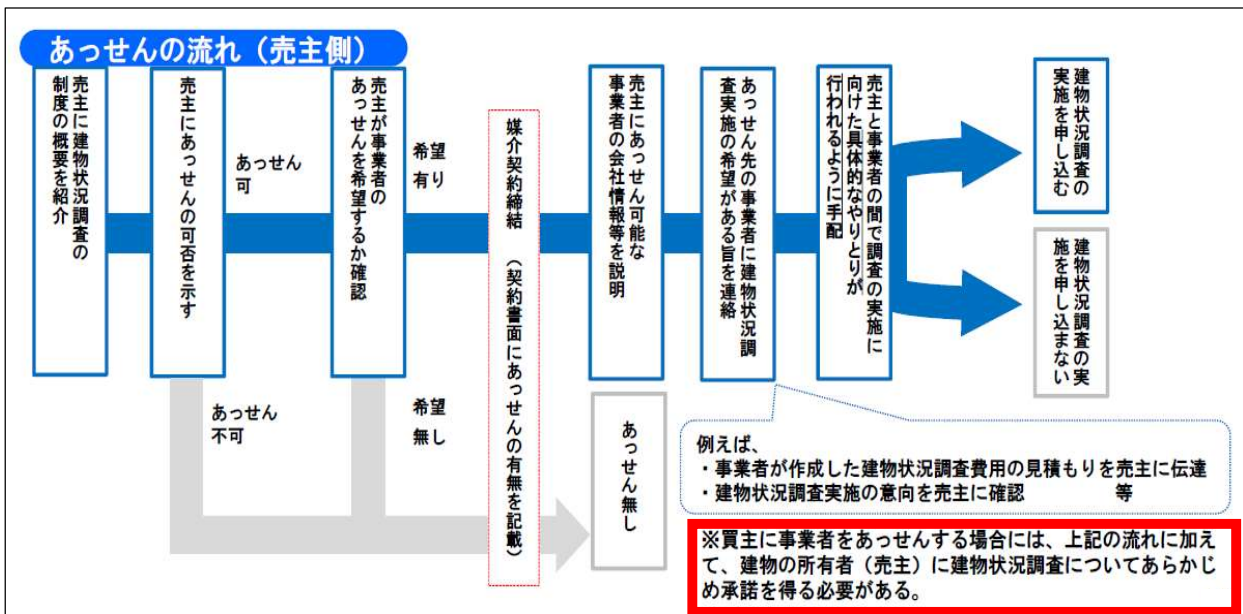 あっせんの流れ（売主側）
売主に建物状況調査の
制度の概要を紹介
売主にあっせんの可否を示す
あっせん
可
売主が事業者の
あっせんを希望するか確認
希望
有り
媒介契約締結　（契約書面にあっせんの有無を記載）
売主にあっせん可能な
事業者の会社情報等を説明
あっせん先の事業者に建物状況調
査実施の希望がある旨を連絡
売主と事業者の間で調査の実施に
向けた具体的なやりとりが
行われるように手配
建物状況調査の
実施を申し込む
建物状況調査の実
施を申し込まない
あっせん
不可
希望
無し
あっせん無し
例えば、
・事業者が作成した建物状況調査費用の見積もりを売主に伝達
・建物状況調査実施の意向を売主に確認　　　　等
※買主に事業者をあっせんする場合には、上記の流れに加え
て、建物の所有者（売主）に建物状況調査についてあらかじ
め承諾を得る必要がある。